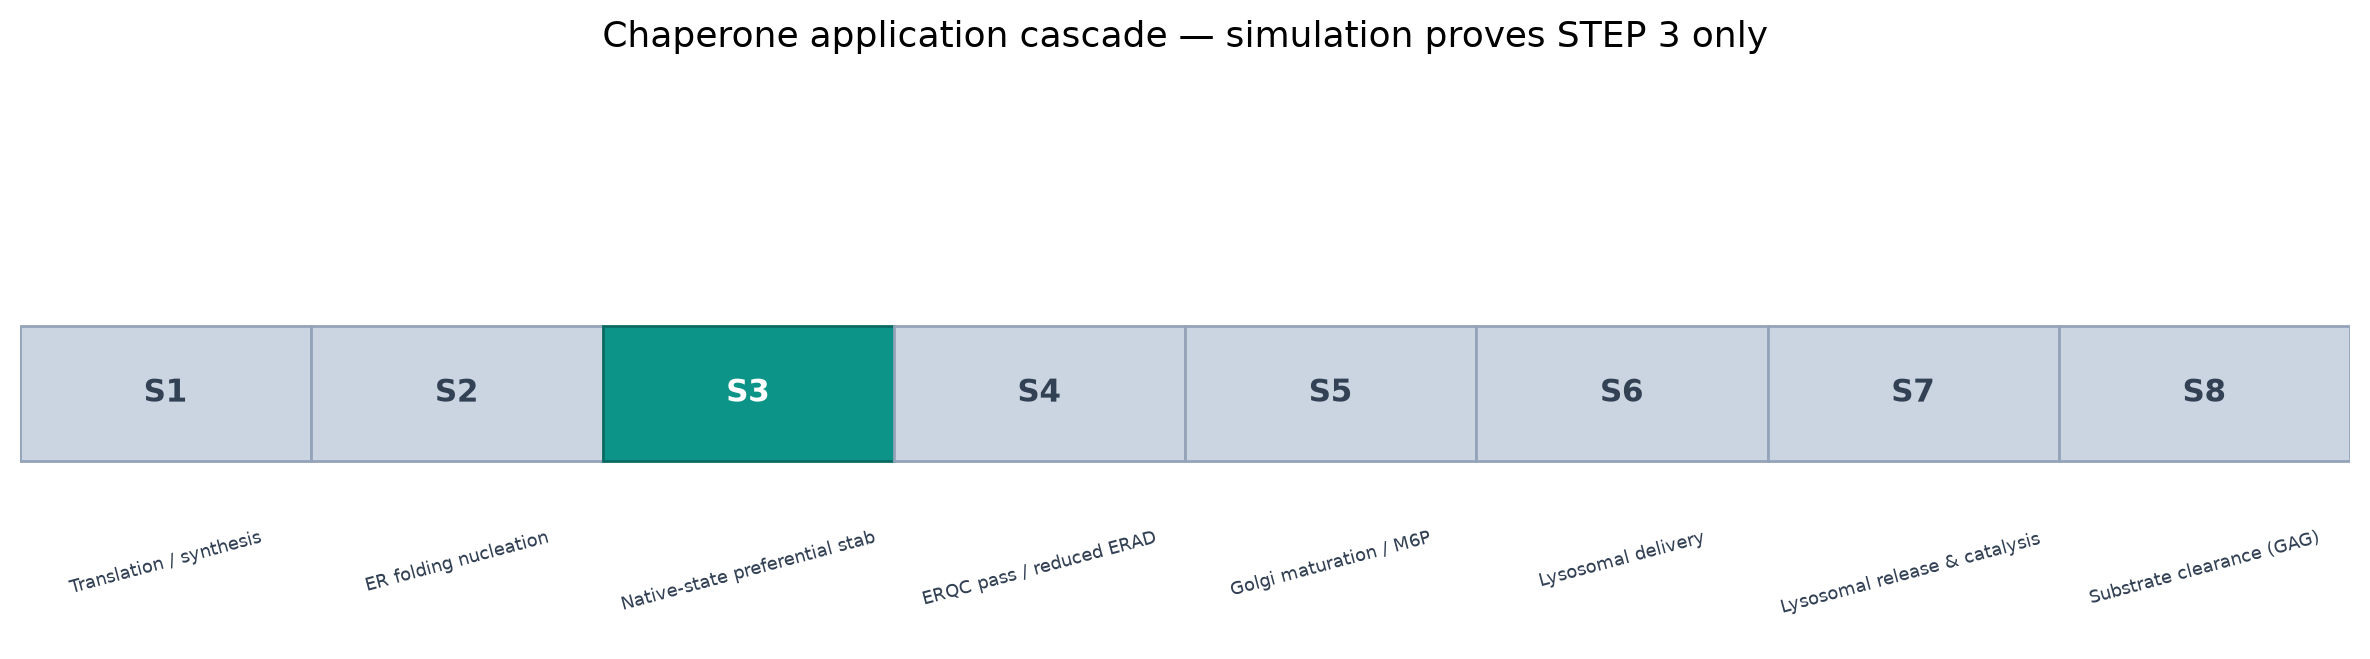 Chaperone application cascade — simulation proves STEP 3 only
S1 S2 S3 S4 S5 S6 S7 S8
Translation / synthesis
ER folding nucleation
Native-state preferential stab
ERQC pass / reduced ERAD
Golgi maturation / M6P
Lysosomal delivery
Lysosomal release & catalysis
Substrate clearance (GAG)